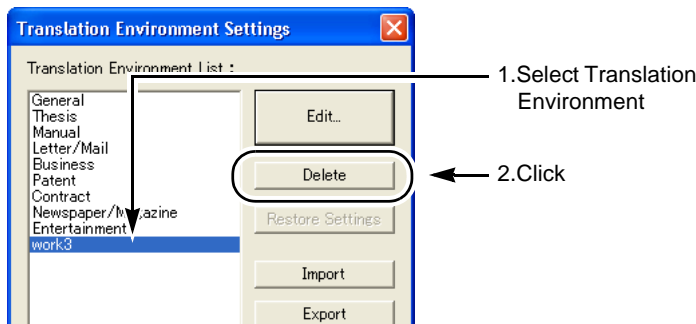 Translation Environment Settings
Translation Environment List :
General
Thesis
Manual
Letter/Mail
Business
Patent
Contract
Newspaper/Magazine
Entertainment
work3
Edit...
Delete
Restore Settings
Import
Export
1.Select Translation
Environment
2.Click